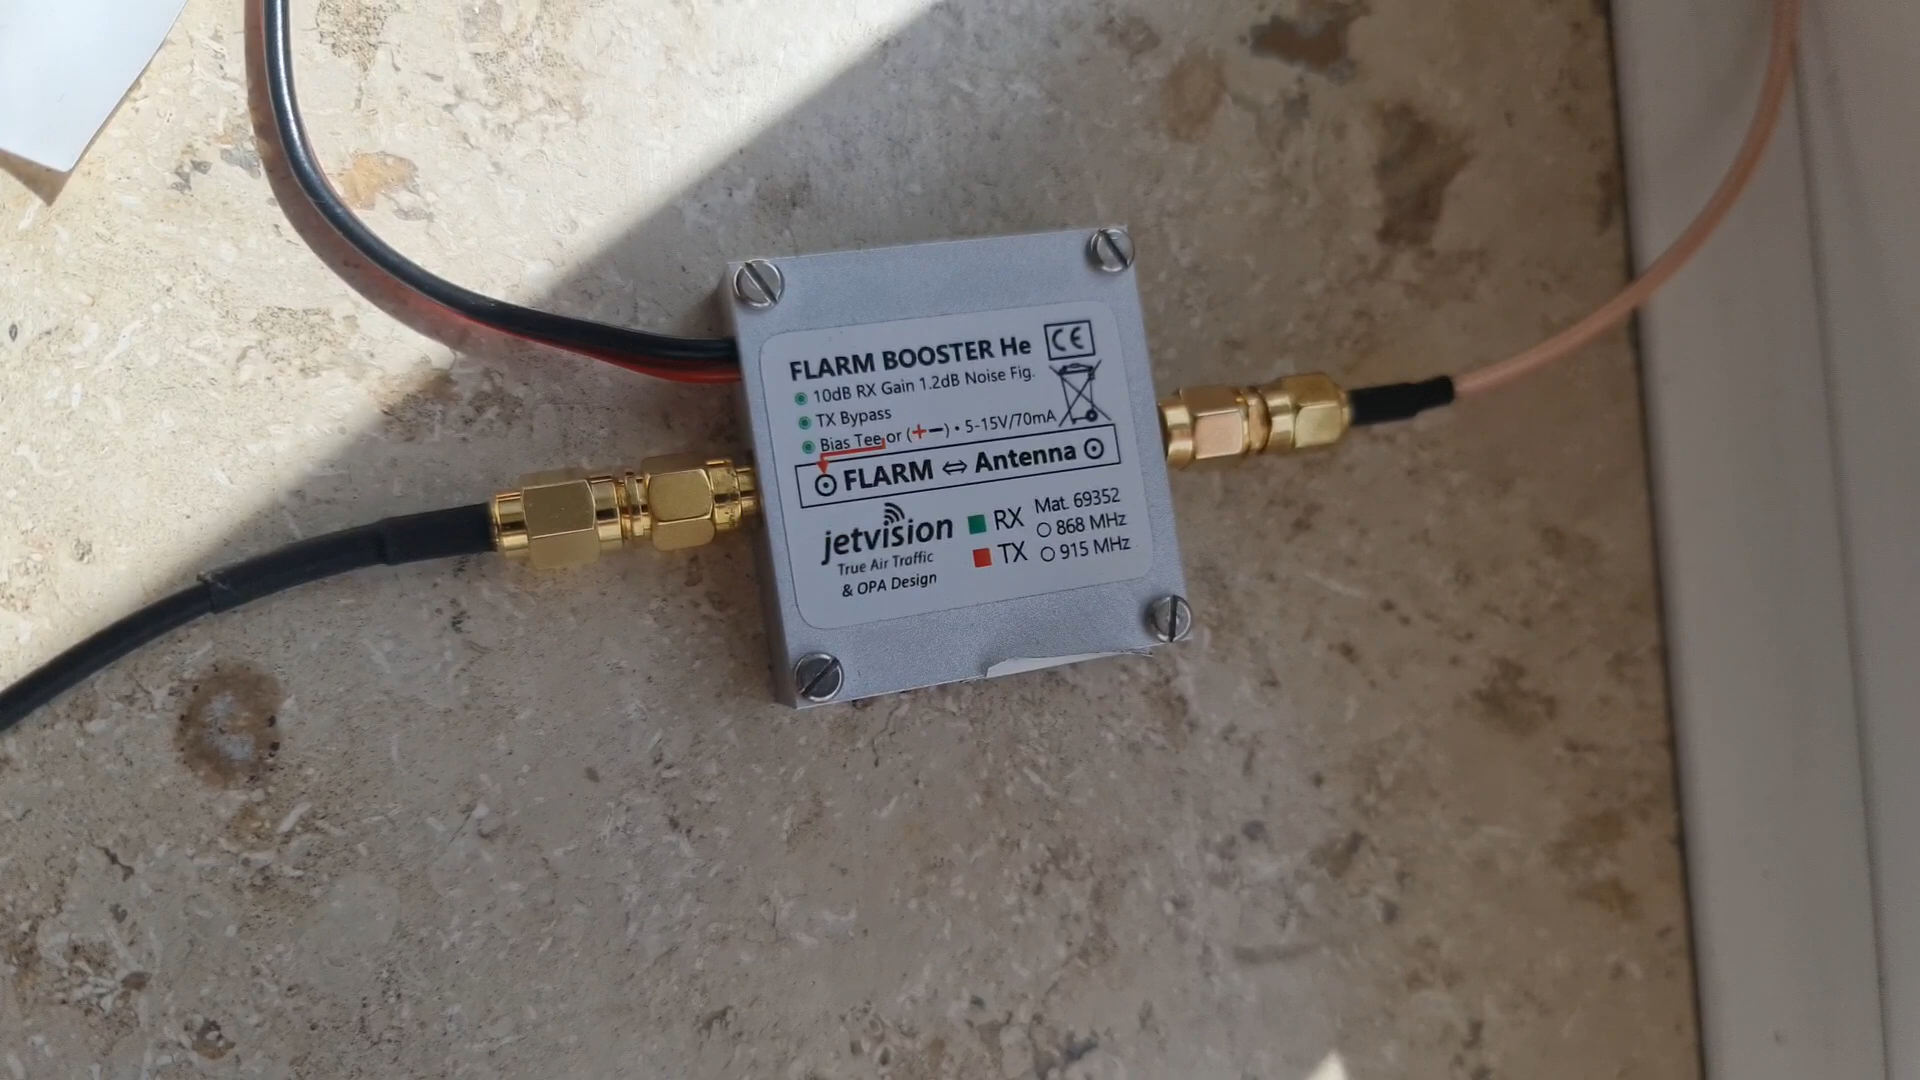 FLARM BOOSTER He CE
10dB RX Gain 1.2dB Noise Fig.
TX Bypass
Bias Tee or (+−) • 5-15V/70mA
FLARM ⇔ Antenna
jetvision
True Air Traffic
& OPA Design
RX
TX
Mat. 69352
868 MHz
915 MHz